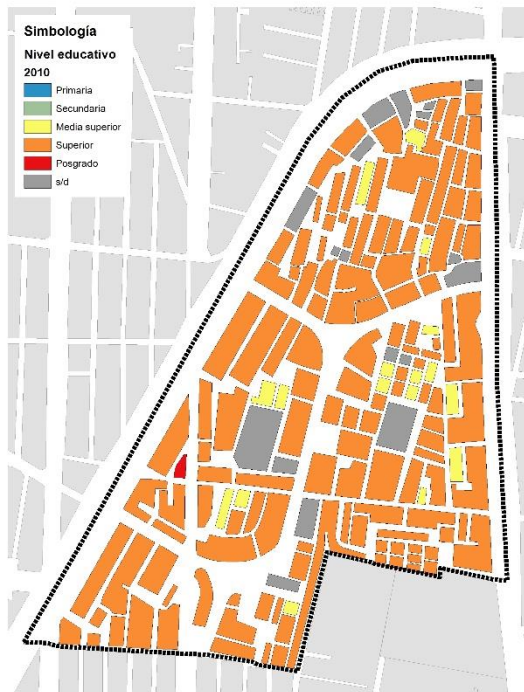 Simbología
Nivel educativo
2010
Primaria
Secundaria
Media superior
Superior
Posgrado
s/d